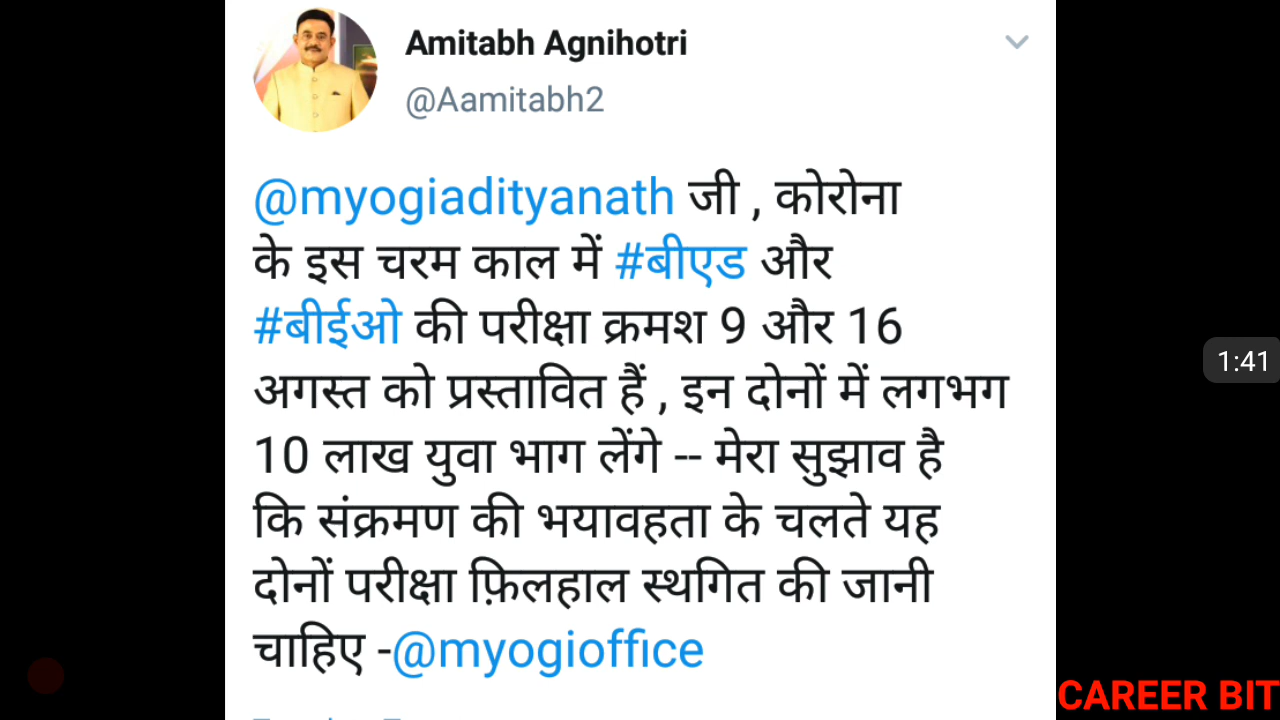 Amitabh Agnihotri
@Aamitabh2
@myogiadityanath जी , कोरोना
के इस चरम काल में #बीएड और
#बीईओ की परीक्षा क्रमश 9 और 16
अगस्त को प्रस्तावित हैं , इन दोनों में लगभग
10 लाख युवा भाग लेंगे -- मेरा सुझाव है
कि संक्रमण की भयावहता के चलते यह
दोनों परीक्षा फ़िलहाल स्थगित की जानी
चाहिए -@myogioffice
1:41
CAREER BIT